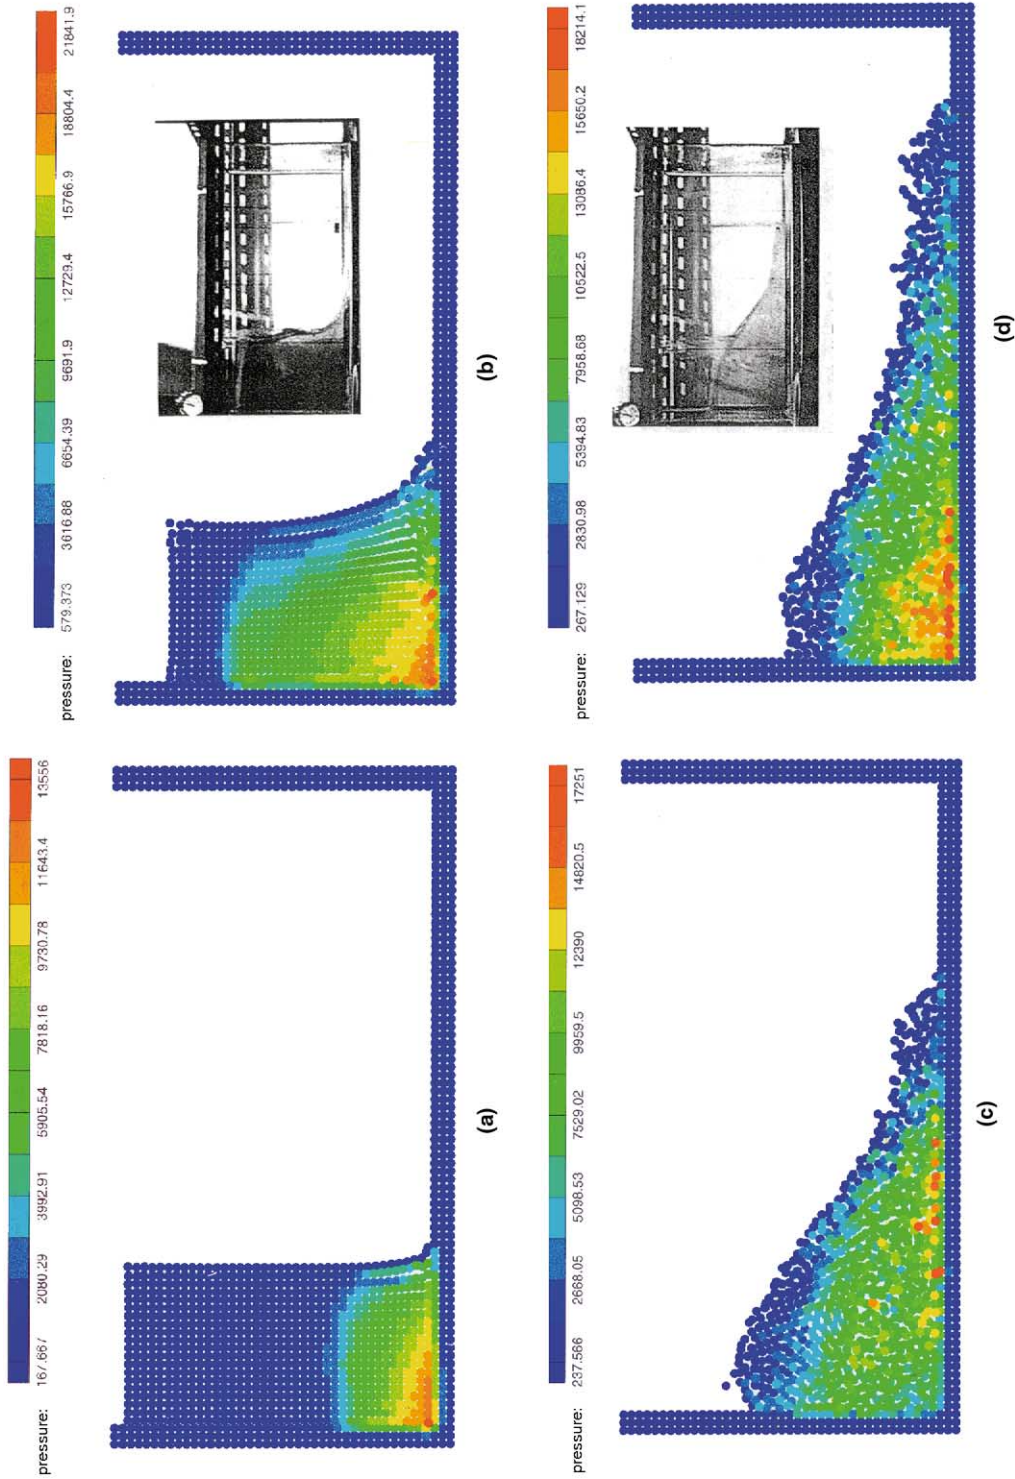 pressure:
167.667 2080.29 3992.91 5905.54 7818.16 9730.78 11643.4 13556
(a)
pressure:
579.373 3616.88 6654.39 9691.9 12729.4 15766.9 18804.4 21841.9
(b)
pressure:
237.566 2668.05 5098.53 7529.02 9959.5 12390 14820.5 17251
(c)
pressure:
267.129 2830.98 5394.83 7958.68 10522.5 13086.4 15650.2 18214.1
(d)